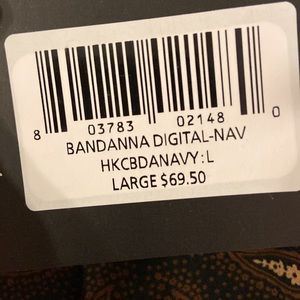 8 03783 02148 0
BANDANNA DIGITAL-NAV
HKCBDANAVY:L
LARGE $69.50